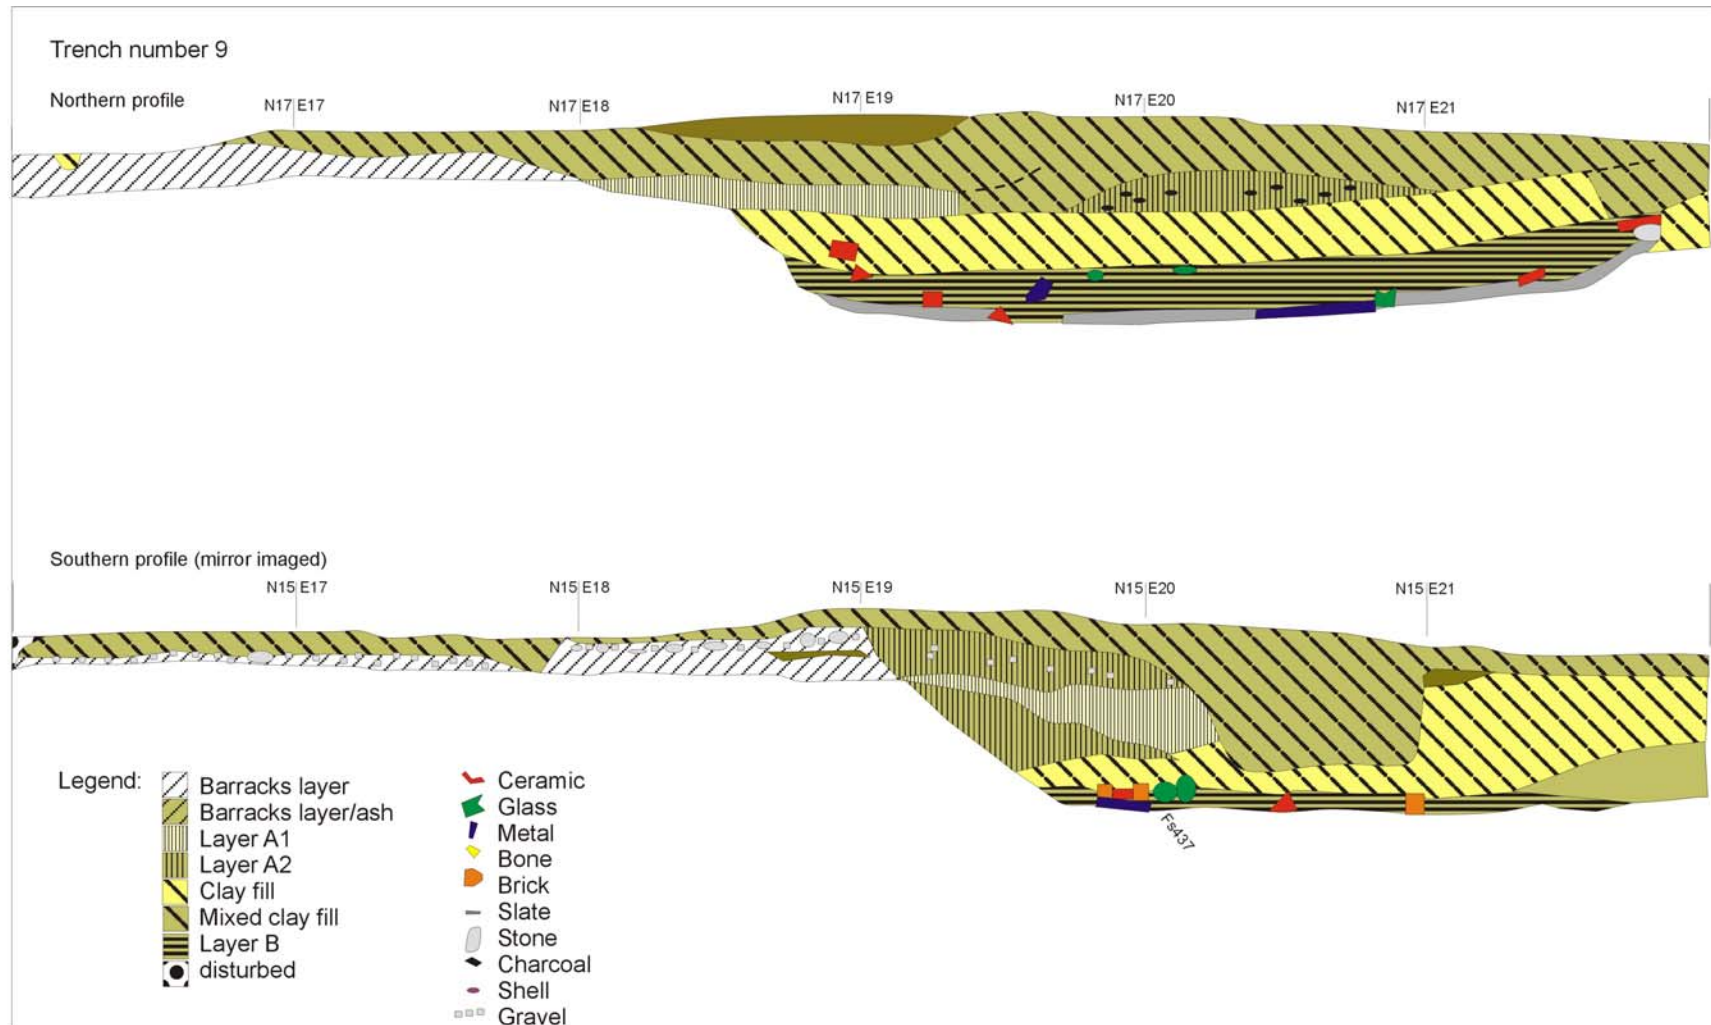 Trench number 9
Northern profile
N17 E17
N17 E18
N17 E19
N17 E20
N17 E21
Southern profile (mirror imaged)
N15 E17
N15 E18
N15 E19
N15 E20
N15 E21
Fs437
Legend:
Barracks layer
Barracks layer/ash
Layer A1
Layer A2
Clay fill
Mixed clay fill
Layer B
disturbed
Ceramic
Glass
Metal
Bone
Brick
Slate
Stone
Charcoal
Shell
Gravel